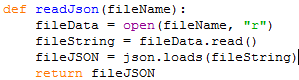 def readJson(fileName):
    fileData = open(fileName, "r")
    fileString = fileData.read()
    fileJSON = json.loads(fileString)
    return fileJSON